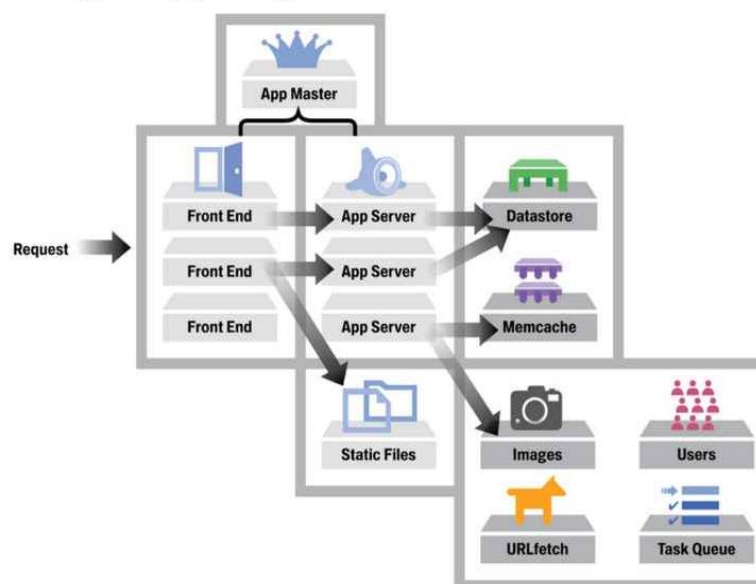 App Master
Front End
App Server
Datastore
Request
Front End
App Server
Front End
App Server
Memcache
Static Files
Images
Users
URLfetch
Task Queue